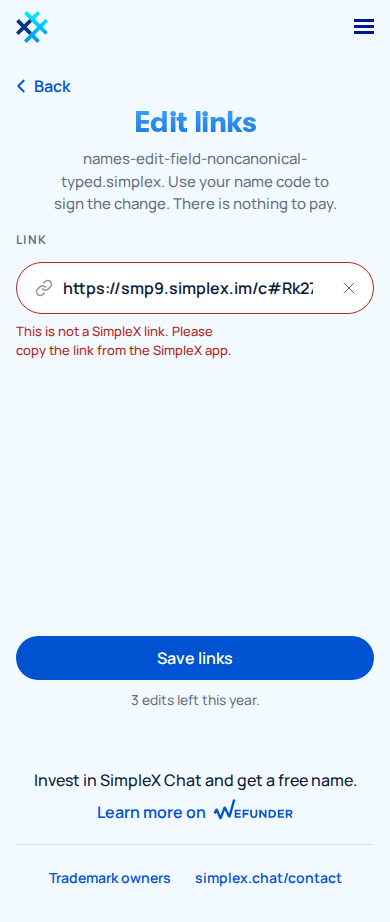 Back
Edit links
names-edit-field-noncanonical-
typed.simplex. Use your name code to
sign the change. There is nothing to pay.
LINK
https://smp9.simplex.im/c#Rk27
This is not a SimpleX link. Please
copy the link from the SimpleX app.
Save links
3 edits left this year.
Invest in SimpleX Chat and get a free name.
Learn more on WEFUNDER
Trademark owners simplex.chat/contact